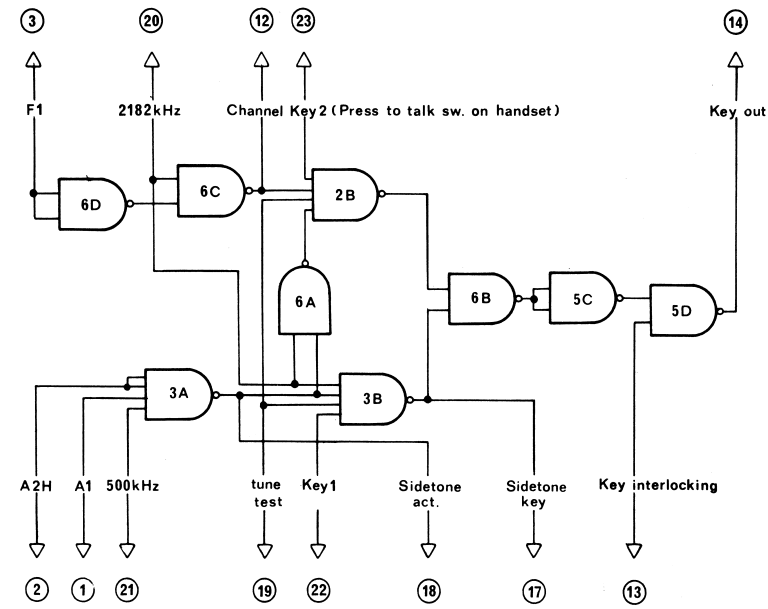 3 20 12 23 14
F1 2182kHz Channel Key2 (Press to talk sw. on handset) Key out
6D 6C 2B
6A 6B 5C 5D
3A 3B
A2H A1 500kHz tune test Key1 Sidetone act. Sidetone key Key interlocking
2 1 21 19 22 18 17 13